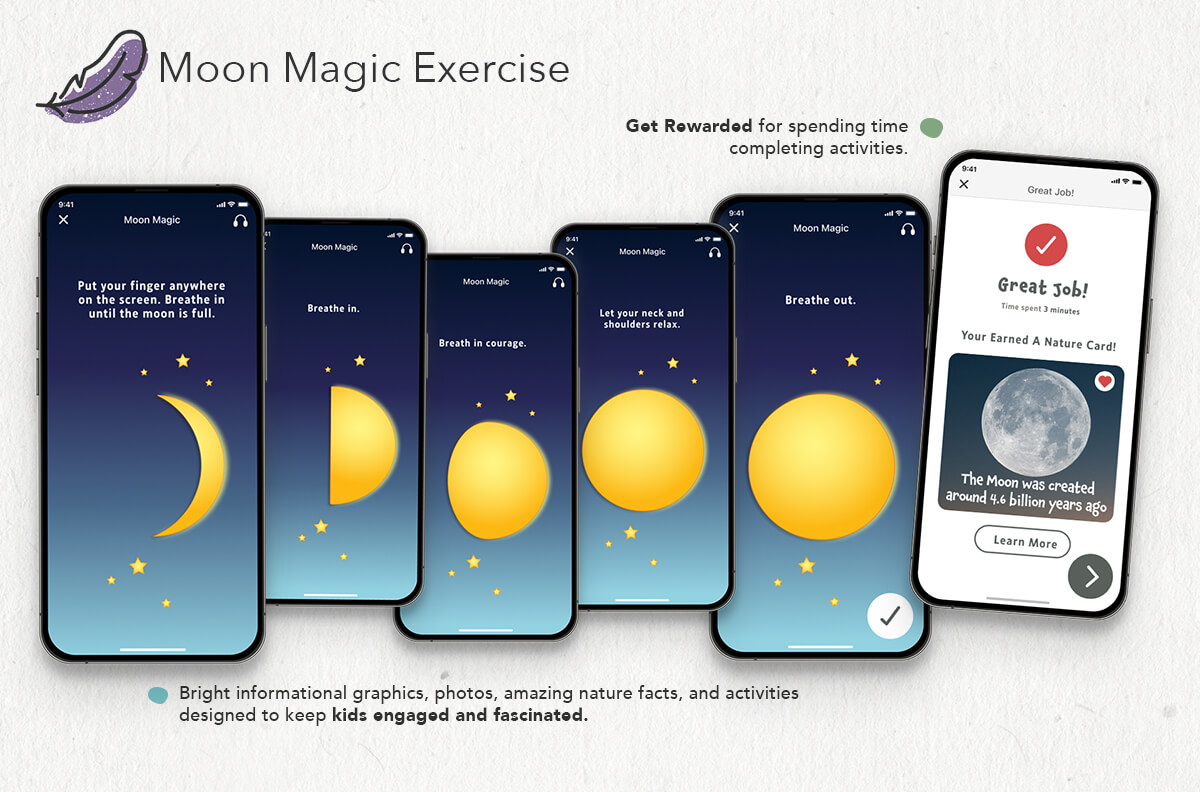 Moon Magic Exercise
Get Rewarded for spending time
completing activities.
9:41
Moon Magic
Put your finger anywhere
on the screen. Breathe in
until the moon is full.
Moon Magic
Breathe in.
Moon Magic
Breath in courage.
9:41
Moon Magic
Let your neck and
shoulders relax.
9:41
Moon Magic
Breathe out.
9:41
Great Job!
Great Job!
Time spent 3 minutes
Your Earned A Nature Card!
The Moon was created
around 4.6 billion years ago
Learn More
Bright informational graphics, photos, amazing nature facts, and activities
designed to keep kids engaged and fascinated.